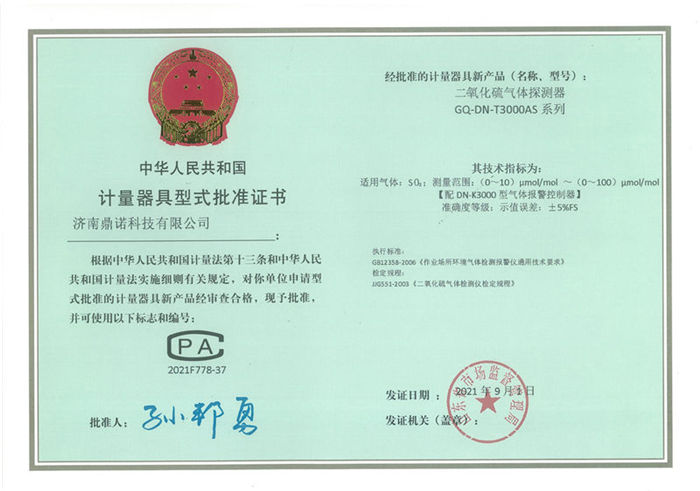 中华人民共和国
计量器具型式批准证书
济南鼎诺科技有限公司
：
根据中华人民共和国计量法第十三条和中华人民
共和国计量法实施细则有关规定，对你单位申请型
式批准的计量器具新产品经审查合格，现予批准，
并可使用以下标志和编号：
CPA
2021F778-37
批准人：
经批准的计量器具新产品（名称、型号）：
二氧化硫气体探测器
GQ-DN-T3000AS 系列
其技术指标为：
适用气体：SO₂；测量范围：（0～10）μmol/mol ～（0～100）μmol/mol
【配 DN-K3000 型气体报警控制器】
准确度等级：示值误差：±5%FS
执行标准：
GB12358-2006《作业场所环境气体检测报警仪通用技术要求》
检定规程：
JJG551-2003《二氧化硫气体检测仪检定规程》
发证日期：2021 年 9 月 1 日
发证机关（盖章）：
山东省市场监督管理局